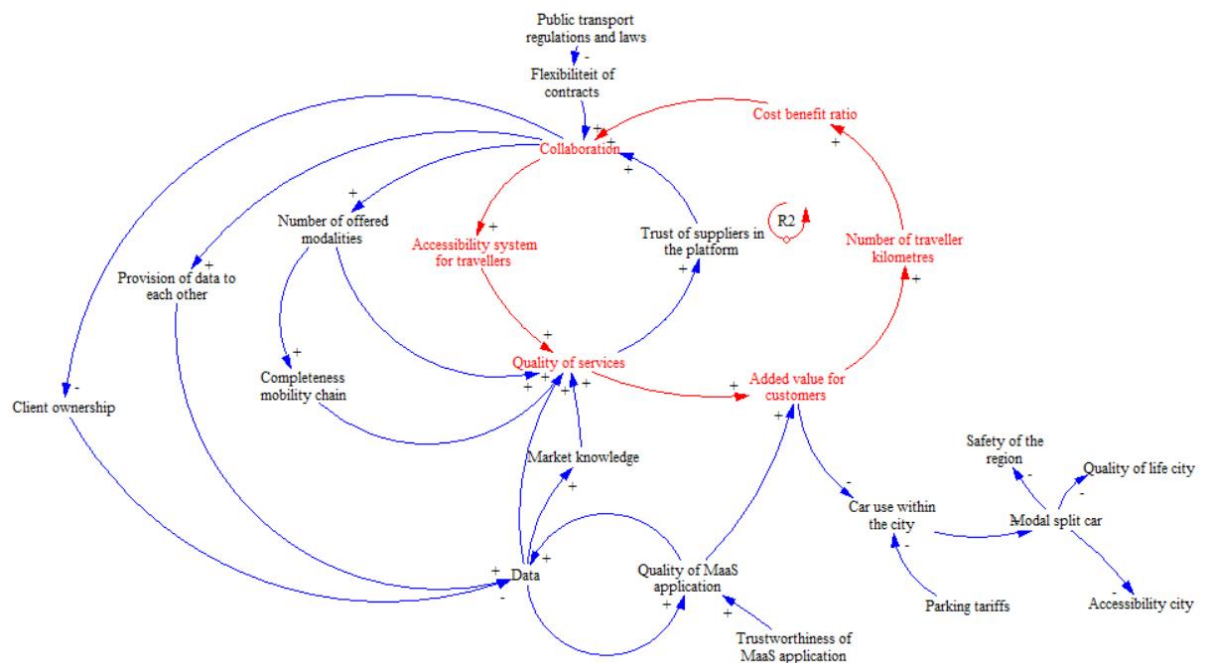 Public transport
regulations and laws
-
Flexibiliteit of
contracts
+
+
Cost benefit ratio
+
Collaboration
+
+
Number of offered
modalities
+
Accessibility system
for travellers
Trust of suppliers in
the platform
+
R2
Number of traveller
kilometres
+
+
Provision of data to
each other
+
Quality of services
+
+
+
+
+
+
Completeness
mobility chain
-
Client ownership
+
Added value for
customers
+
Market knowledge
+
Safety of the
region
-
Quality of life city
-
-
Car use within
the city
-
Modal split car
-
+
-
Data
+
Quality of MaaS
application
+
+
Parking tariffs
-
Accessibility city
Trustworthiness of
MaaS application